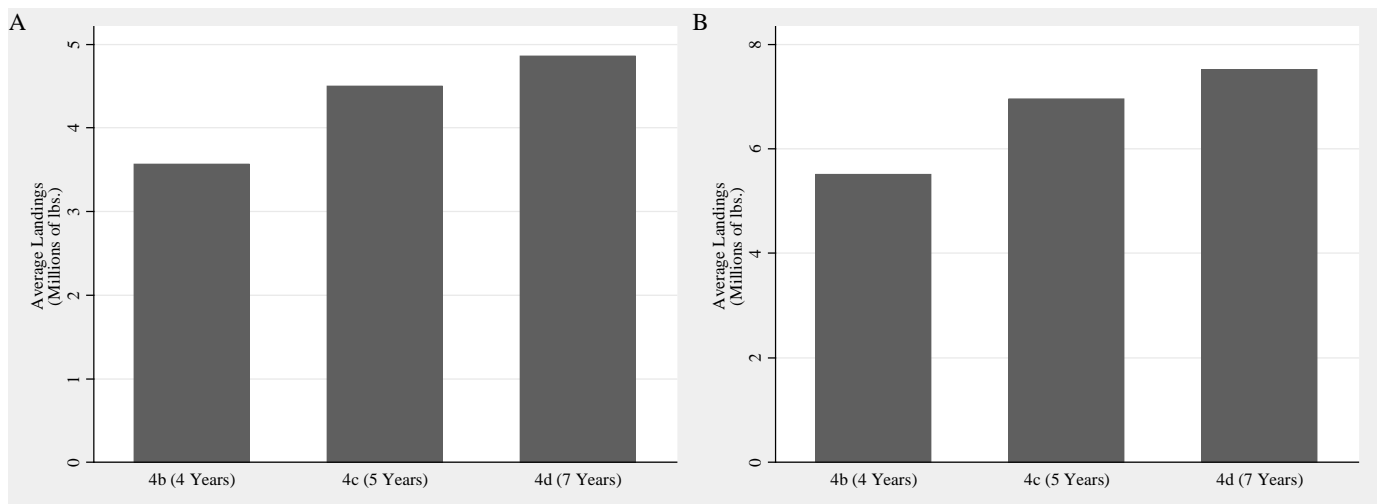 A
Average Landings
(Millions of lbs.)
5
4
3
2
1
0
4b (4 Years)
4c (5 Years)
4d (7 Years)
B
Average Landings
(Millions of lbs.)
8
6
4
2
0
4b (4 Years)
4c (5 Years)
4d (7 Years)